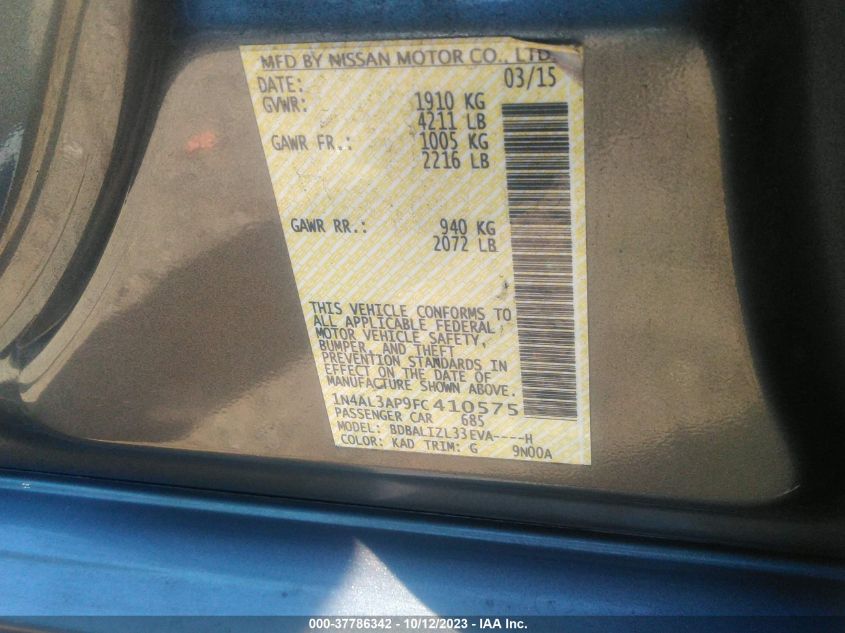 MFD BY NISSAN MOTOR CO., LTD.
DATE: 03/15
GVWR: 1910 KG
4211 LB
GAWR FR.: 1005 KG
2216 LB
GAWR RR.: 940 KG
2072 LB
THIS VEHICLE CONFORMS TO
ALL APPLICABLE FEDERAL
MOTOR VEHICLE SAFETY,
BUMPER, AND THEFT
PREVENTION STANDARDS IN
EFFECT ON THE DATE OF
MANUFACTURE SHOWN ABOVE.
1N4AL3AP9FC410575
PASSENGER CAR 685
MODEL: BDBALTZL33EVA----H
COLOR: KAD TRIM: G 9N00A
000-37786342 - 10/12/2023 - IAA Inc.